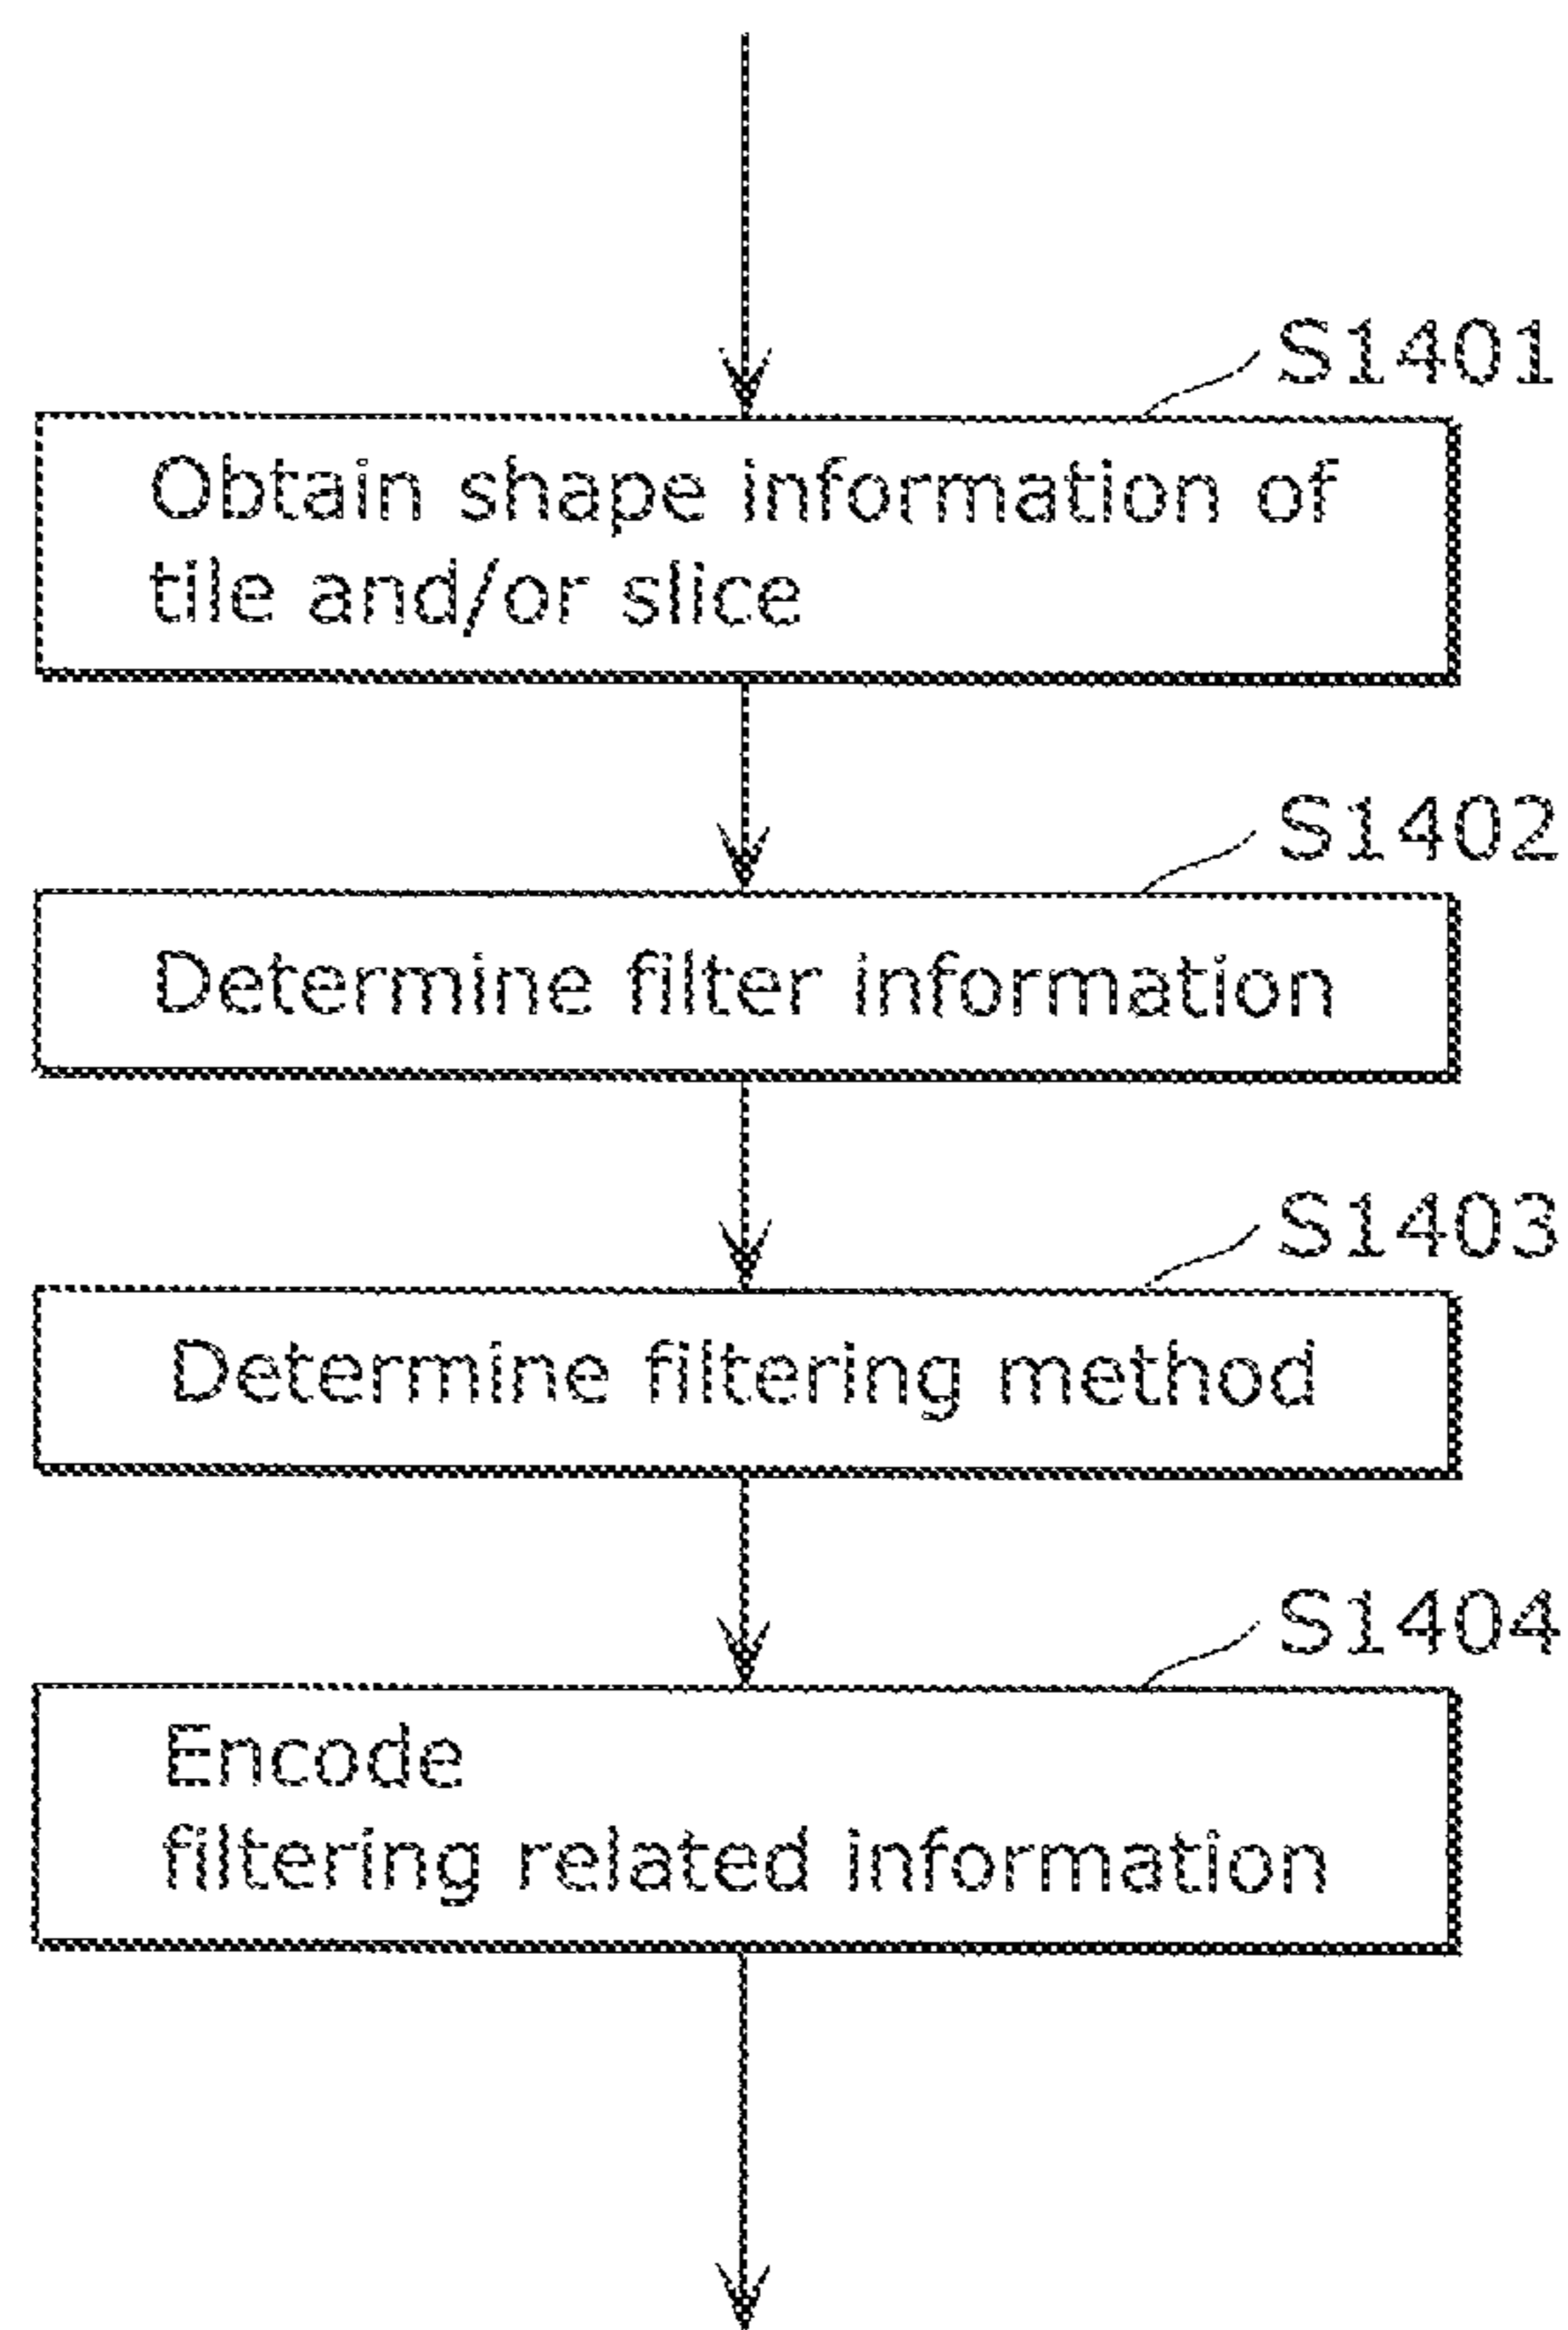 S1401
Obtain shape information of
tile and/or slice
S1402
Determine filter information
S1403
Determine filtering method
S1404
Encode
filtering related information